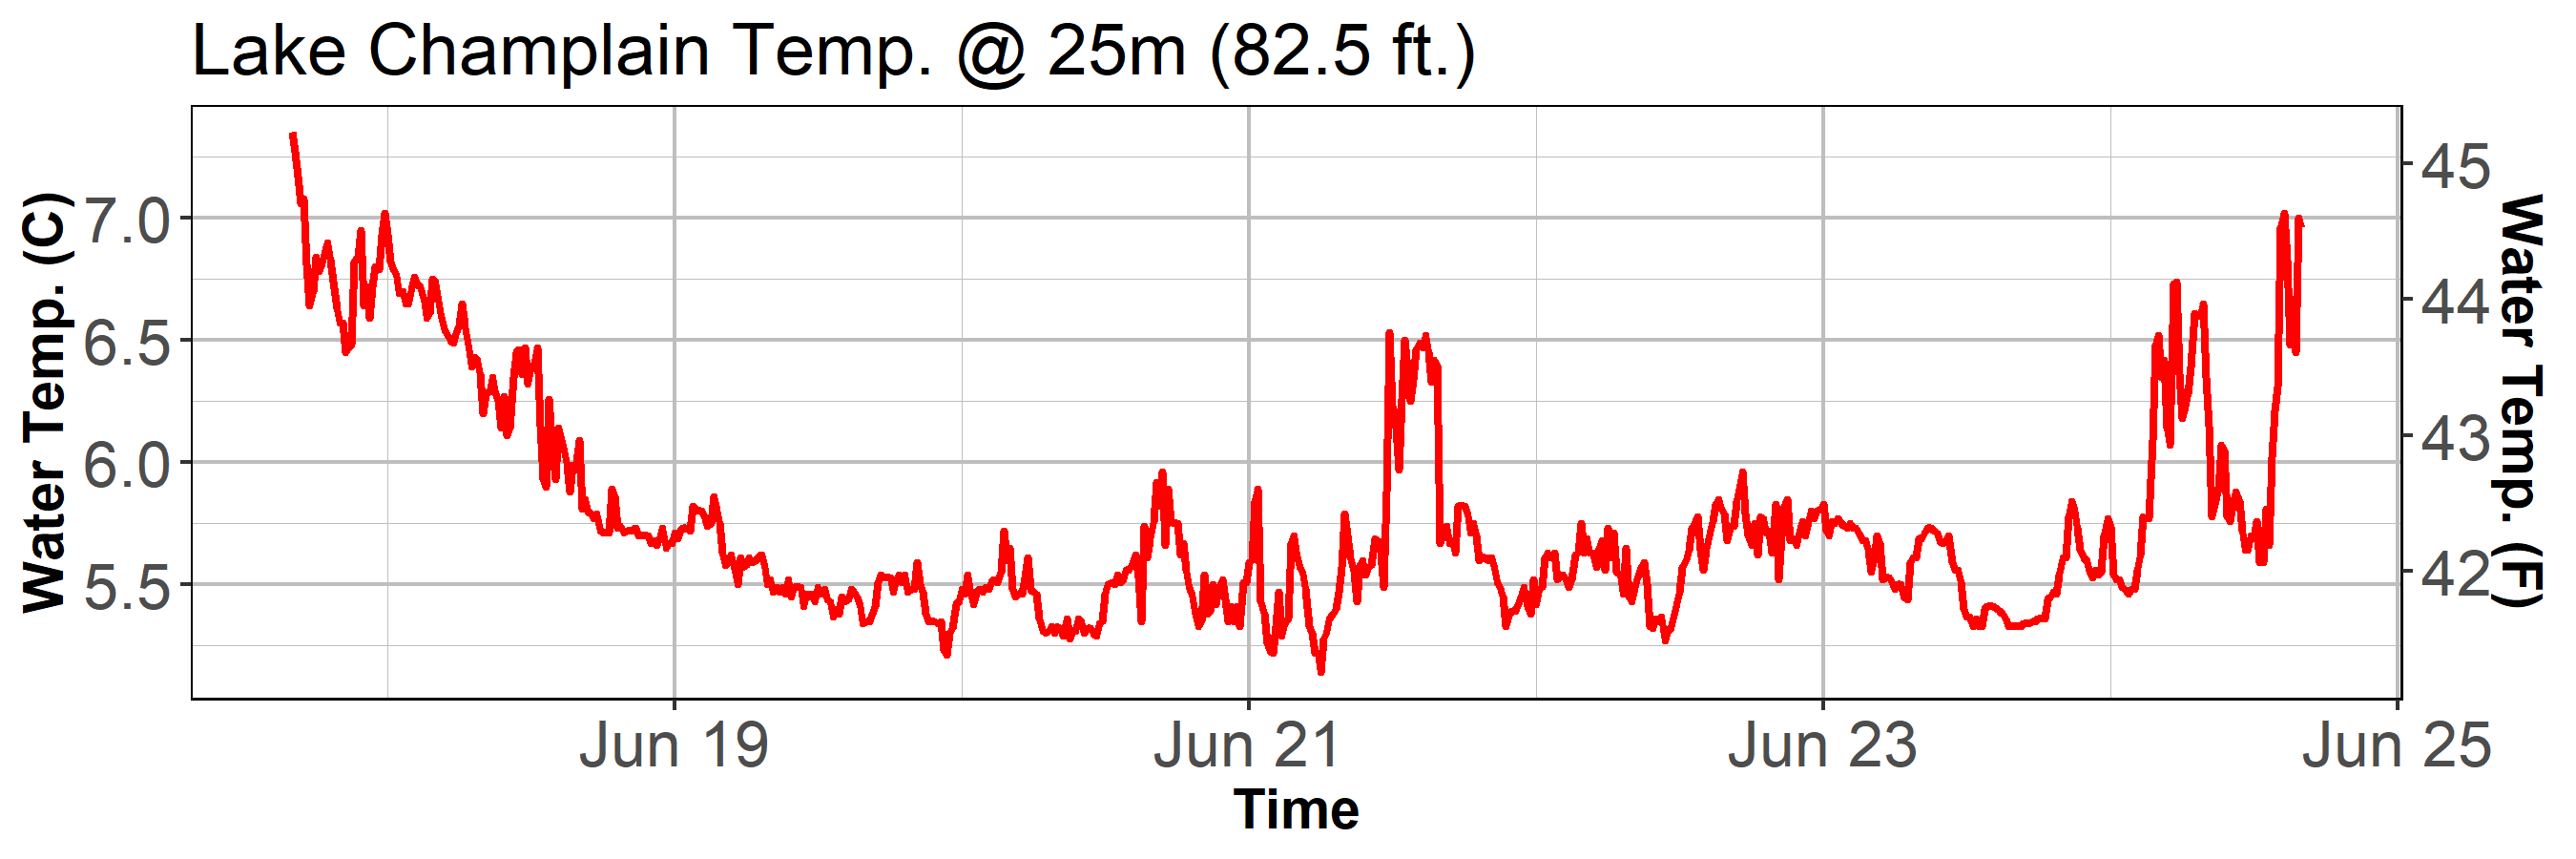 Lake Champlain Temp. @ 25m (82.5 ft.)
Water Temp. (C)
7.0
6.5
6.0
5.5
45
44
43
42
Water Temp. (F)
Jun 19
Jun 21
Jun 23
Jun 25
Time